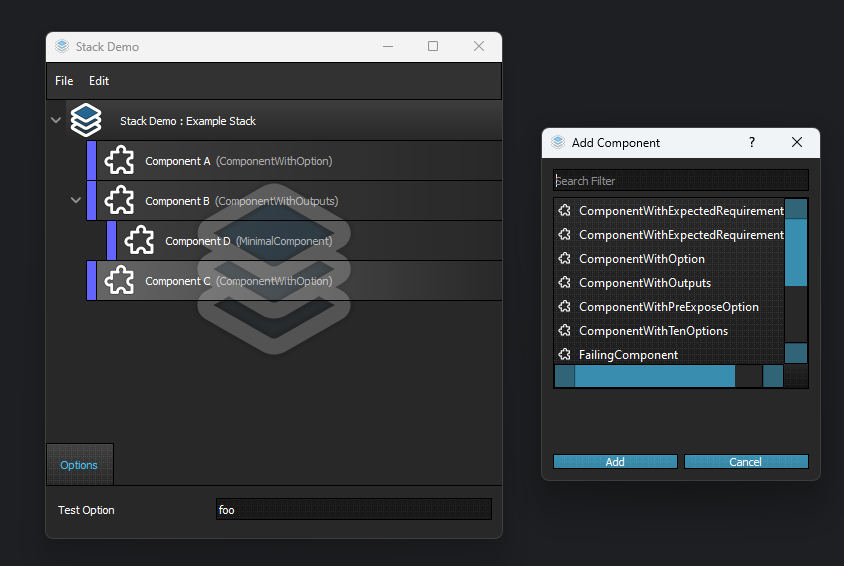 Stack Demo
File Edit
Stack Demo : Example Stack
Component A (ComponentWithOption)
Component B (ComponentWithOutputs)
Component D (MinimalComponent)
Component C (ComponentWithOption)
Options
Test Option foo
Add Component ?
Search Filter
ComponentWithExpectedRequirement
ComponentWithExpectedRequirement
ComponentWithOption
ComponentWithOutputs
ComponentWithPreExposeOption
ComponentWithTenOptions
FailingComponent
Add Cancel